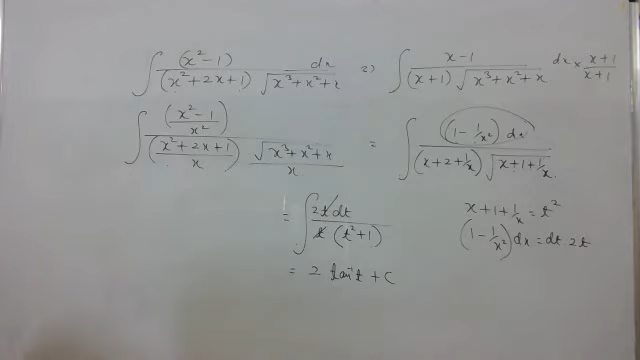 ∫ (x²-1) dx / (x²+2x+1) √x³+x²+x => ∫ x-1 / (x+1) √x³+x²+x dx × x+1 / x+1
∫ (x²-1 / x²) / (x²+2x+1 / x) √x³+x²+x / x = ∫ (1-1/x²) dx / (x+2+1/x) √x+1+1/x
= ∫ 2t dt / t (t²+1) x+1+1/x = t²
(1-1/x²) dx = dt 2t
= 2 tan⁻¹t + C